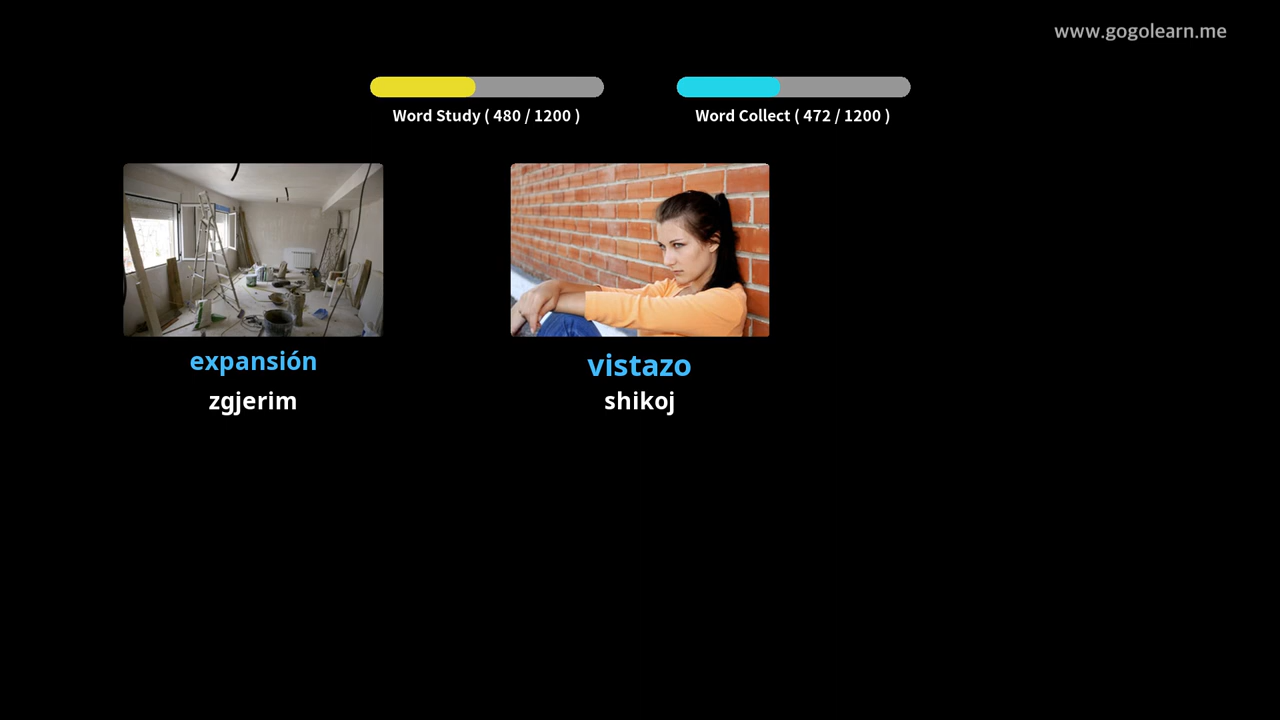 www.gogolearn.me
Word Study ( 480 / 1200 )
Word Collect ( 472 / 1200 )
expansión
zgjerim
vistazo
shikoj